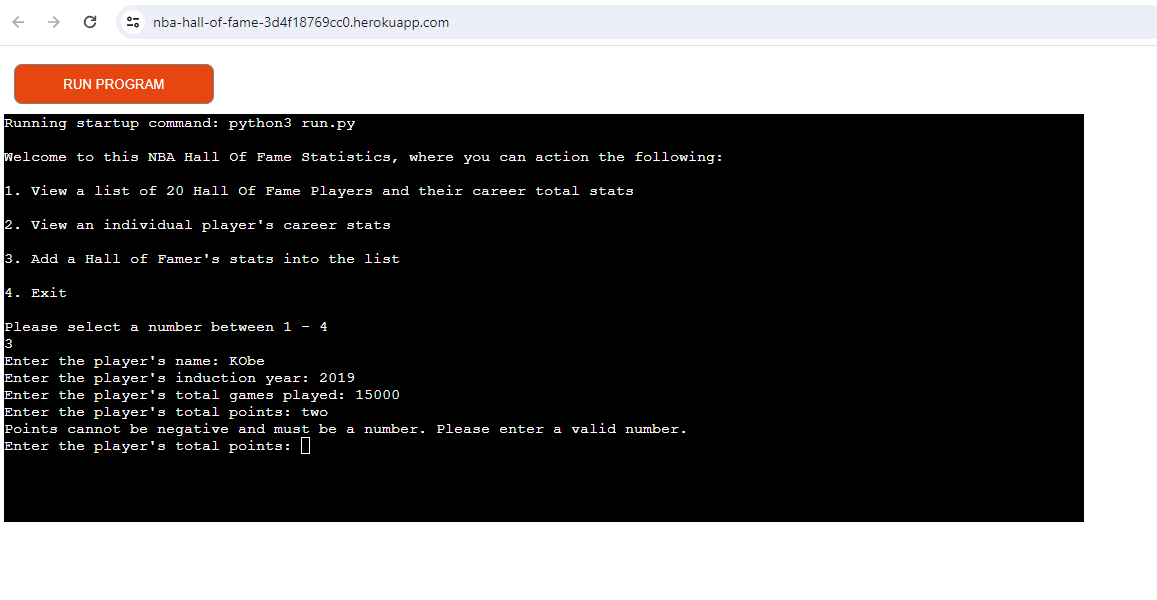 nba-hall-of-fame-3d4f18769cc0.herokuapp.com
RUN PROGRAM
Running startup command: python3 run.py
Welcome to this NBA Hall Of Fame Statistics, where you can action the following:
1. View a list of 20 Hall Of Fame Players and their career total stats
2. View an individual player's career stats
3. Add a Hall of Famer's stats into the list
4. Exit
Please select a number between 1 - 4
3
Enter the player's name: KObe
Enter the player's induction year: 2019
Enter the player's total games played: 15000
Enter the player's total points: two
Points cannot be negative and must be a number. Please enter a valid number.
Enter the player's total points: